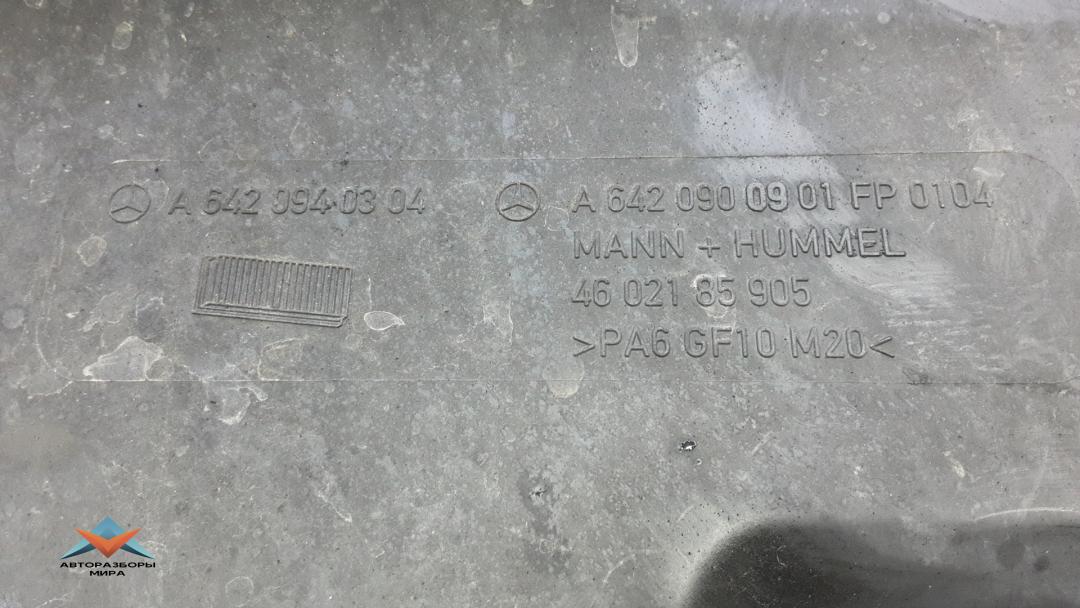 A 642 094 03 04
A 642 090 09 01 FP 0104
MANN + HUMMEL
46 021 85 905
>PA6 GF10 M20<
АВТОРАЗБОРЫ
МИРА